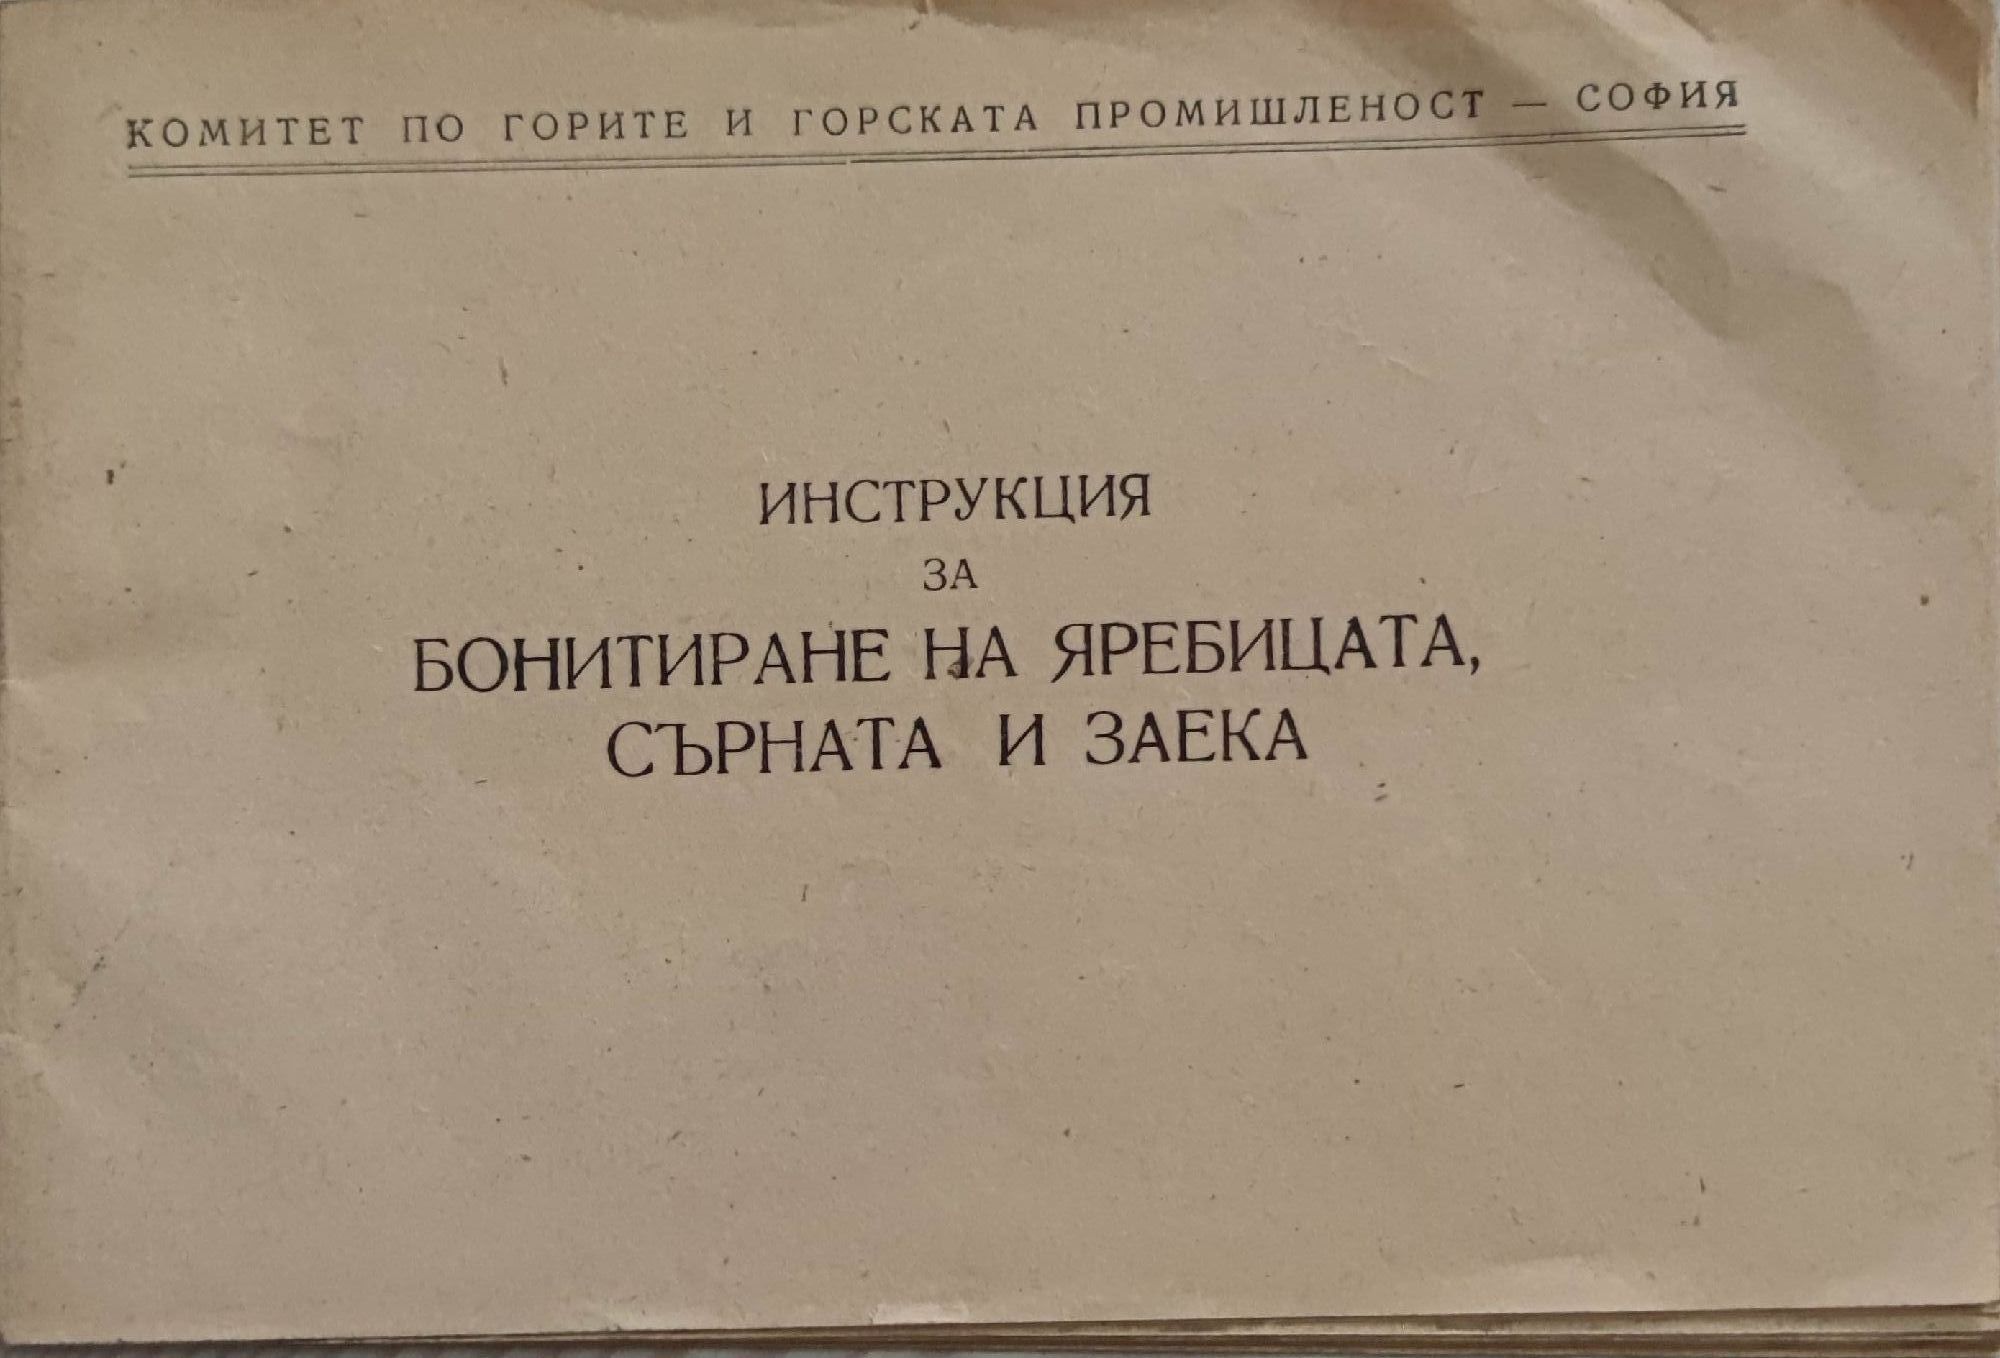 КОМИТЕТ ПО ГОРИТЕ И ГОРСКАТА ПРОМИШЛЕНОСТ — СОФИЯ
ИНСТРУКЦИЯ
ЗА
БОНИТИРАНЕ НА ЯРЕБИЦАТА,
СЪРНАТА И ЗАЕКА